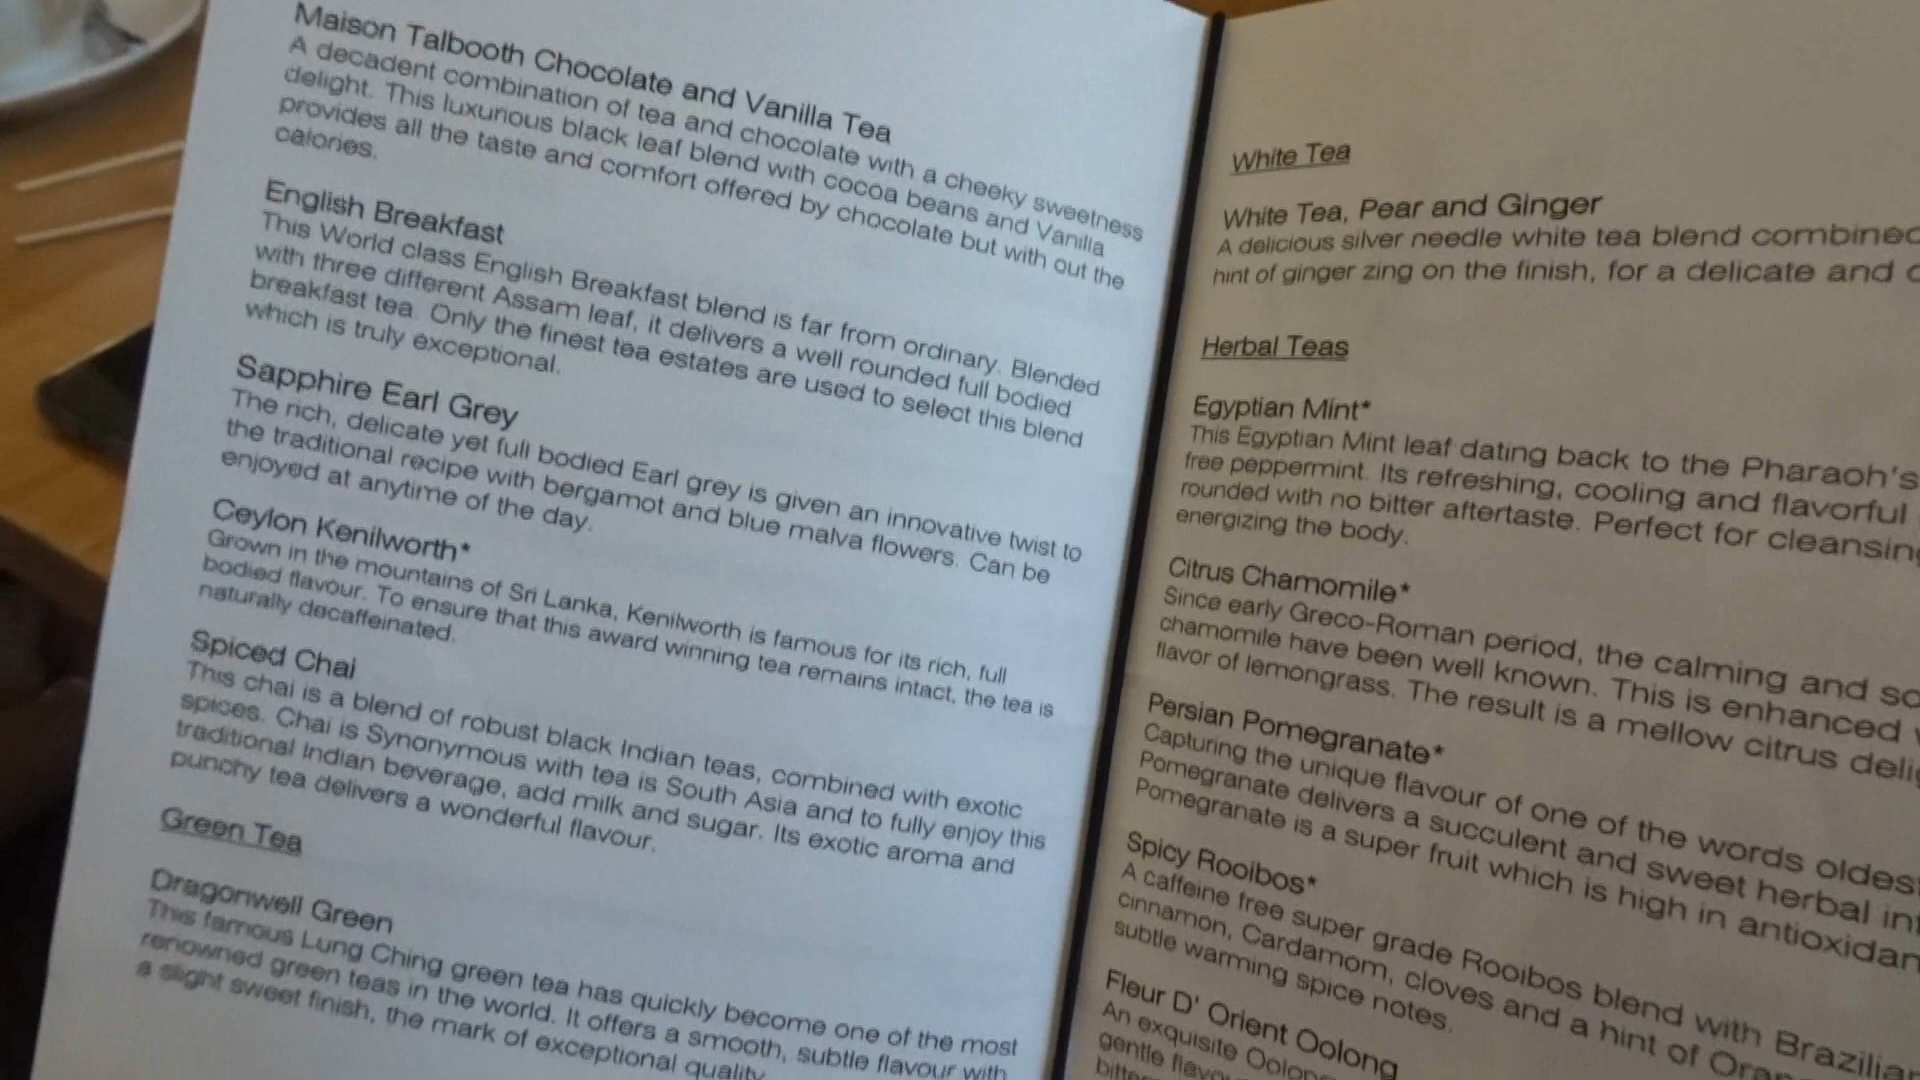 Maison Talbooth Chocolate and Vanilla Tea
A decadent combination of tea and chocolate with a cheeky sweetness
delight. This luxurious black leaf blend with cocoa beans and Vanilla
provides all the taste and comfort offered by chocolate but with out the
calories.
English Breakfast
This World class English Breakfast blend is far from ordinary. Blended
with three different Assam leaf, it delivers a well rounded full bodied
breakfast tea. Only the finest tea estates are used to select this blend
which is truly exceptional.
Sapphire Earl Grey
The rich, delicate yet full bodied Earl grey is given an innovative twist to
the traditional recipe with bergamot and blue malva flowers. Can be
enjoyed at anytime of the day.
Ceylon Kenilworth*
Grown in the mountains of Sri Lanka, Kenilworth is famous for its rich, full
bodied flavour. To ensure that this award winning tea remains intact, the tea is
naturally decaffeinated.
Spiced Chai
This chai is a blend of robust black Indian teas, combined with exotic
spices. Chai is Synonymous with tea is South Asia and to fully enjoy this
traditional Indian beverage, add milk and sugar. Its exotic aroma and
punchy tea delivers a wonderful flavour.
Green Tea
Dragonwell Green
This famous Lung Ching green tea has quickly become one of the most
renowned green teas in the world. It offers a smooth, subtle flavour with
a slight sweet finish, the mark of exceptional quality.
White Tea
White Tea, Pear and Ginger
A delicious silver needle white tea blend combined
hint of ginger zing on the finish, for a delicate and
Herbal Teas
Egyptian Mint*
This Egyptian Mint leaf dating back to the Pharaoh's
free peppermint. Its refreshing, cooling and flavorful
rounded with no bitter aftertaste. Perfect for cleansing
energizing the body.
Citrus Chamomile*
Since early Greco-Roman period, the calming and
chamomile have been well known. This is enhanced
flavor of lemongrass. The result is a mellow citrus
Persian Pomegranate*
Capturing the unique flavour of one of the words
Pomegranate delivers a succulent and sweet herbal
Pomegranate is a super fruit which is high in
Spicy Rooibos*
A caffeine free super grade Rooibos blend with
cinnamon, Cardamom, cloves and a hint of
subtle warming spice notes.
Fleur D' Orient Oolong
An exquisite
gentle